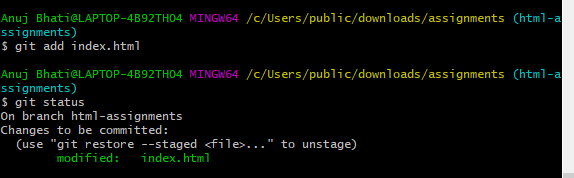 Anuj Bhati@LAPTOP-4B92THO4 MINGW64 /c/Users/public/downloads/assignments (html-a
ssignments)
$ git add index.html
Anuj Bhati@LAPTOP-4B92THO4 MINGW64 /c/Users/public/downloads/assignments (html-a
ssignments)
$ git status
On branch html-assignments
Changes to be committed:
  (use "git restore --staged <file>..." to unstage)
        modified:   index.html